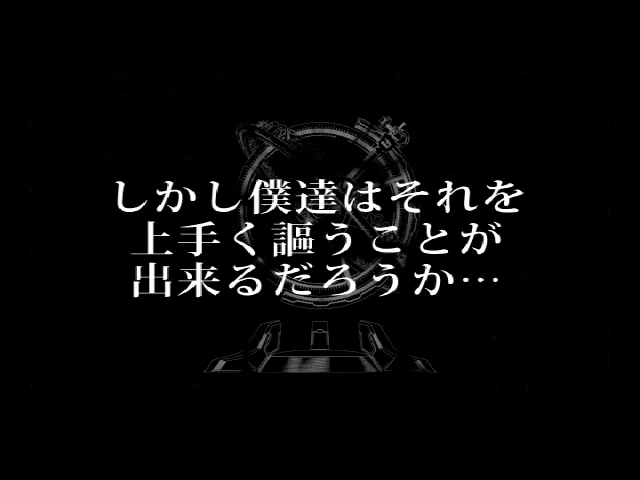 しかし僕達はそれを
上手く謳うことが
出来るだろうか…